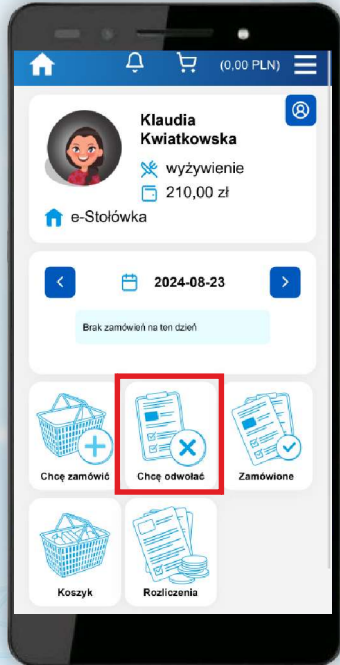 (0,00 PLN)
Klaudia
Kwiatkowska
wyżywienie
210,00 zł
e-Stołówka
2024-08-23
Brak zamówień na ten dzień
Chcę zamówić
Chcę odwołać
Zamówione
Koszyk
Rozliczenia